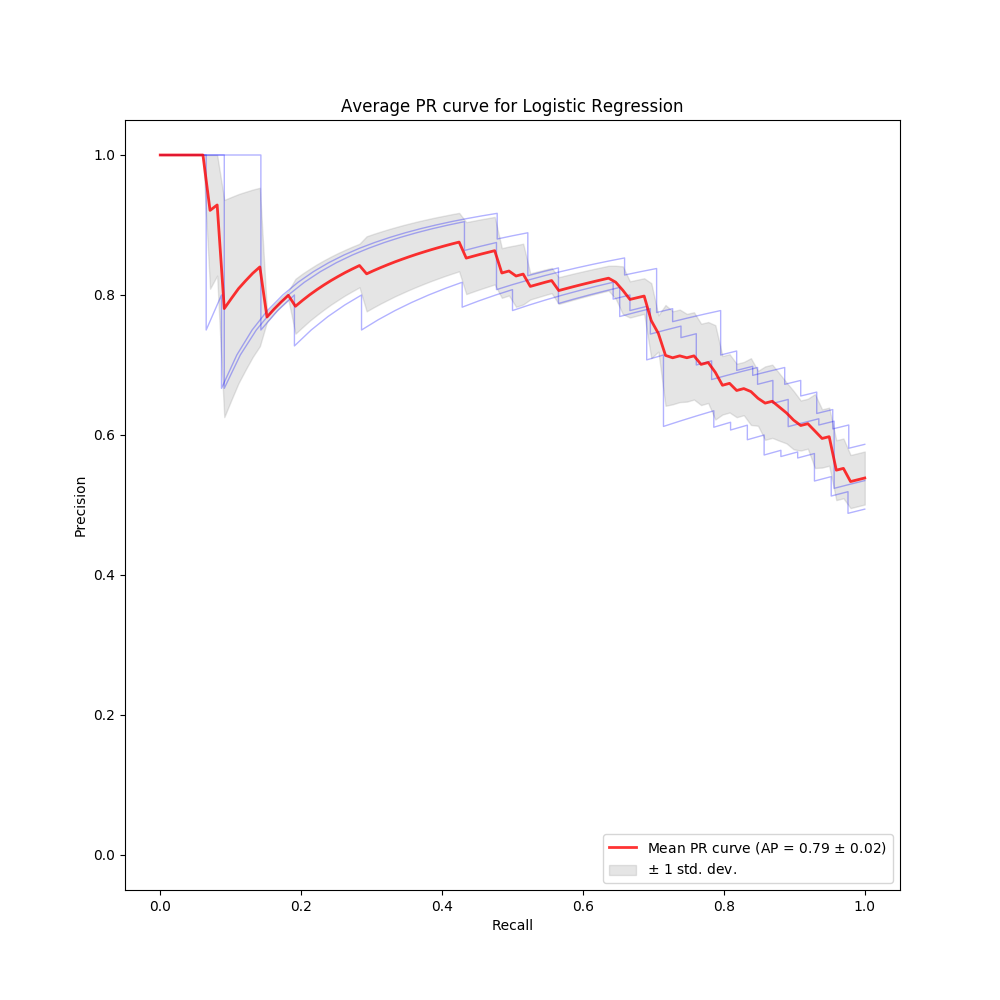 Average PR curve for Logistic Regression
1.0
0.8
0.6
0.4
0.2
0.0
Precision
0.0 0.2 0.4 0.6 0.8 1.0
Recall
Mean PR curve (AP = 0.79 ± 0.02)
± 1 std. dev.